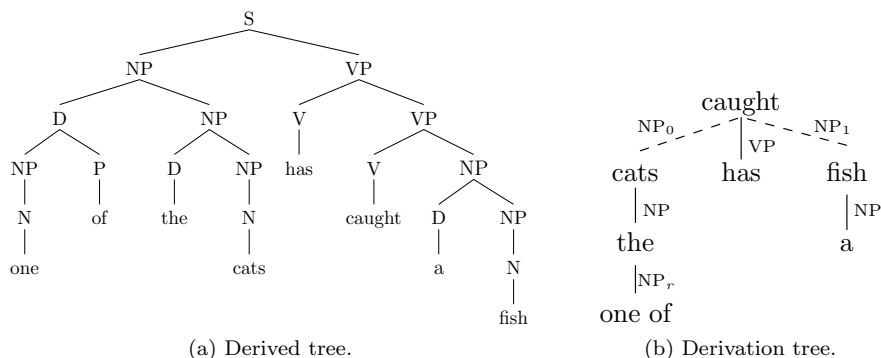 S
NP VP
D NP V VP
NP P D NP has V NP
N of the N caught D NP
one cats a N
fish
(a) Derived tree.
caught
NP₀ VP NP₁
cats has fish
NP NP
the a
NPᵣ
one of
(b) Derivation tree.